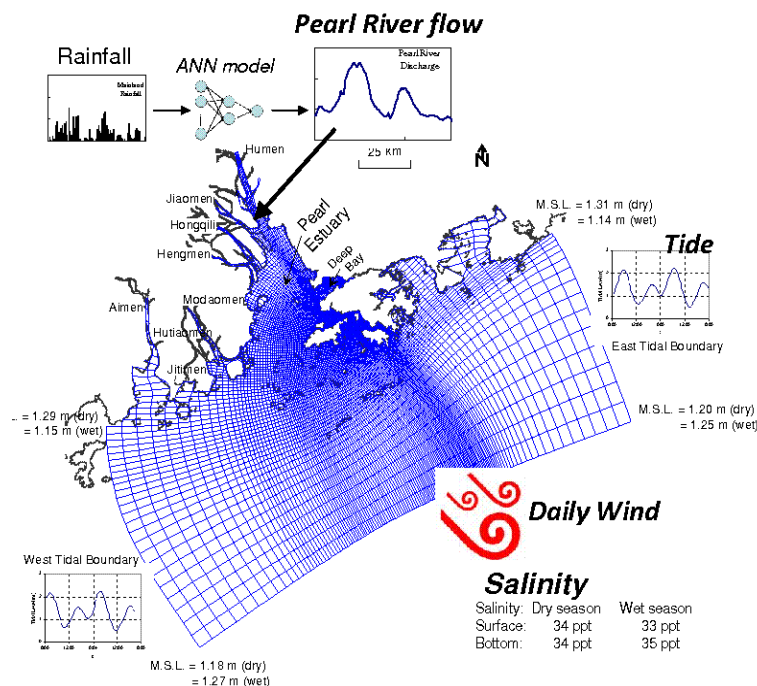 Pearl River flow
Rainfall
ANN model
Mainland
Rainfall
Pearl River
Discharge
25 Km
N
Humen
Jiaomen
Hongqili
Hengmen
Pearl
Estuary
Deep
Bay
M.S.L. = 1.31 m (dry)
= 1.14 m (wet)
Tide
Aimen
Modaomen
Hutiaomen
Jitimen
East Tidal Boundary
.. = 1.29 m (dry)
= 1.15 m (wet)
M.S.L. = 1.20 m (dry)
= 1.25 m (wet)
Daily Wind
West Tidal Boundary
Salinity
Salinity: Dry season Wet season
Surface: 34 ppt 33 ppt
Bottom: 34 ppt 35 ppt
M.S.L. = 1.18 m (dry)
= 1.27 m (wet)